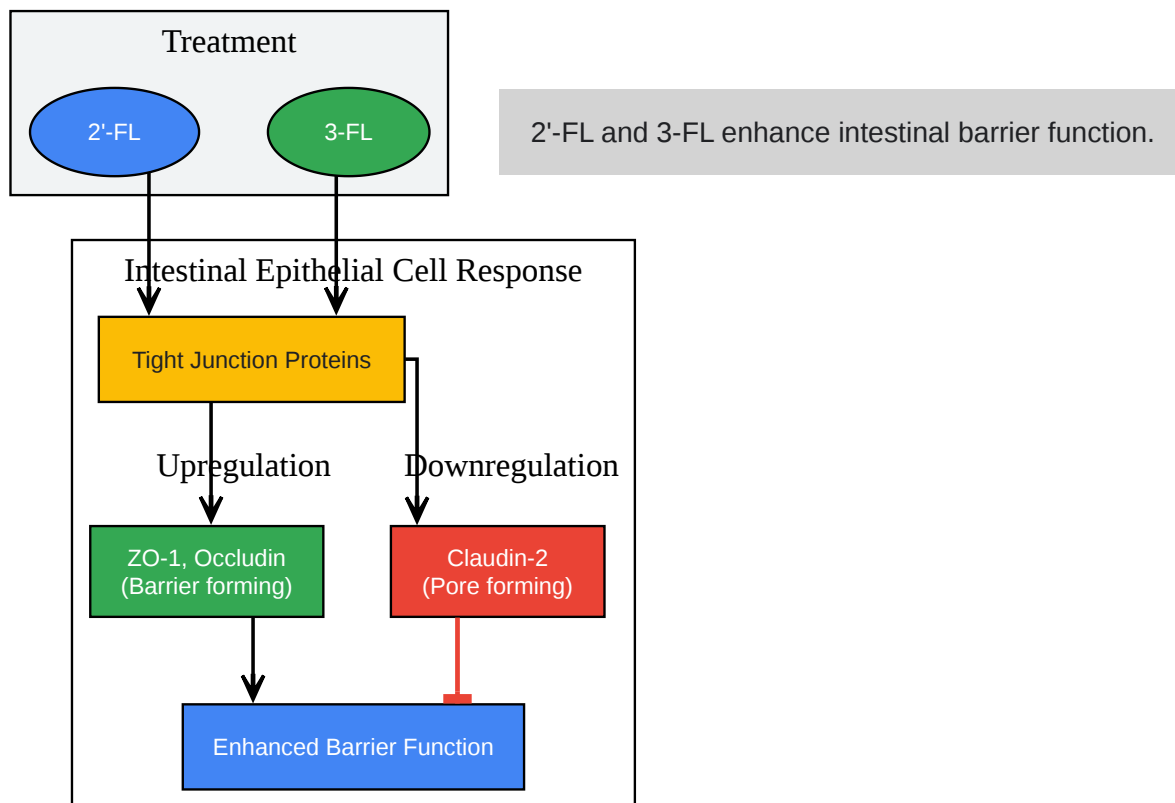 Treatment
2'-FL
3-FL
2'-FL and 3-FL enhance intestinal barrier function.
Intestinal Epithelial Cell Response
Tight Junction Proteins
Upregulation
Downregulation
ZO-1, Occludin
(Barrier forming)
Claudin-2
(Pore forming)
Enhanced Barrier Function